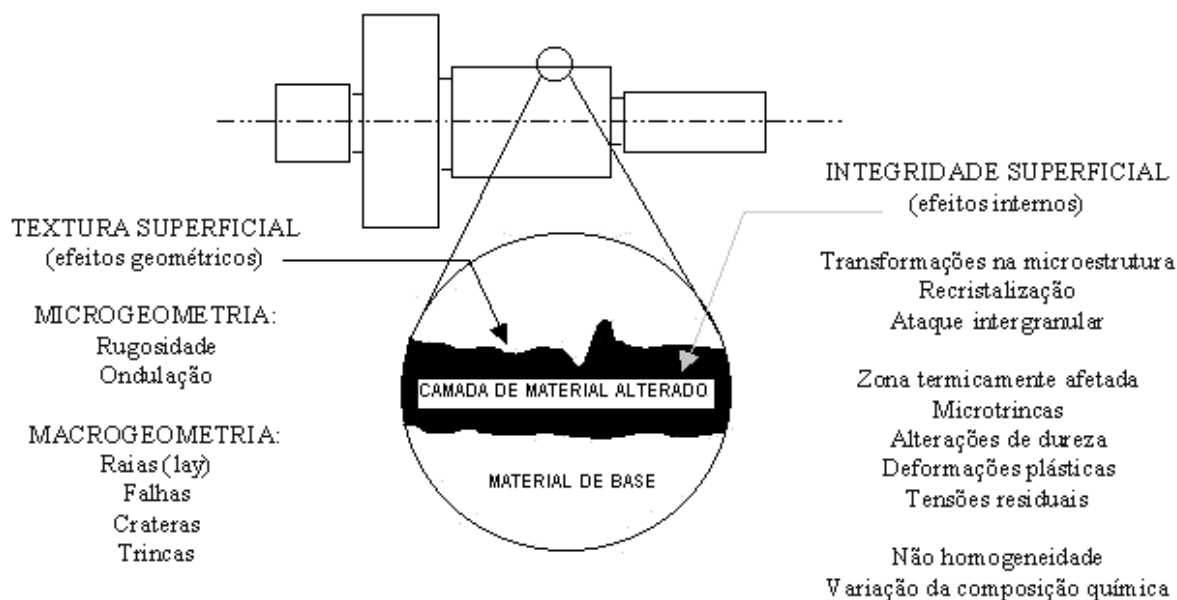 TEXTURA SUPERFICIAL
(efeitos geométricos)
MICROGEOMETRIA:
Rugosidade
Ondulação
MACROGEOMETRIA:
Raias (lay)
Falhas
Crateras
Trincas
CAMADA DE MATERIAL ALTERADO
MATERIAL DE BASE
INTEGRIDADE SUPERFICIAL
(efeitos internos)
Transformações na microestrutura
Recristalização
Ataque intergranular
Zona termicamente afetada
Microtrincas
Alterações de dureza
Deformações plásticas
Tensões residuais
Não homogeneidade
Variação da composição química